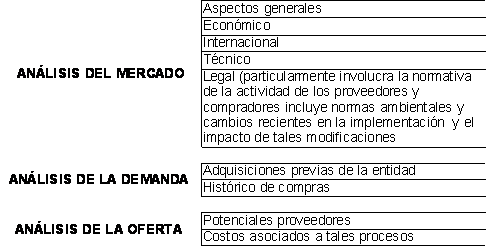 Aspectos generales
Económico
Internacional
Técnico
ANÁLISIS DEL MERCADO
Legal (particularmente involucra la normativa
de la actividad de los proveedores y
compradores incluye normas ambientales y
cambios recientes en la implementación y el
impacto de tales modificaciones
ANÁLISIS DE LA DEMANDA
Adquisiciones previas de la entidad
Histórico de compras
ANÁLISIS DE LA OFERTA
Potenciales proveedores
Costos asociados a tales procesos